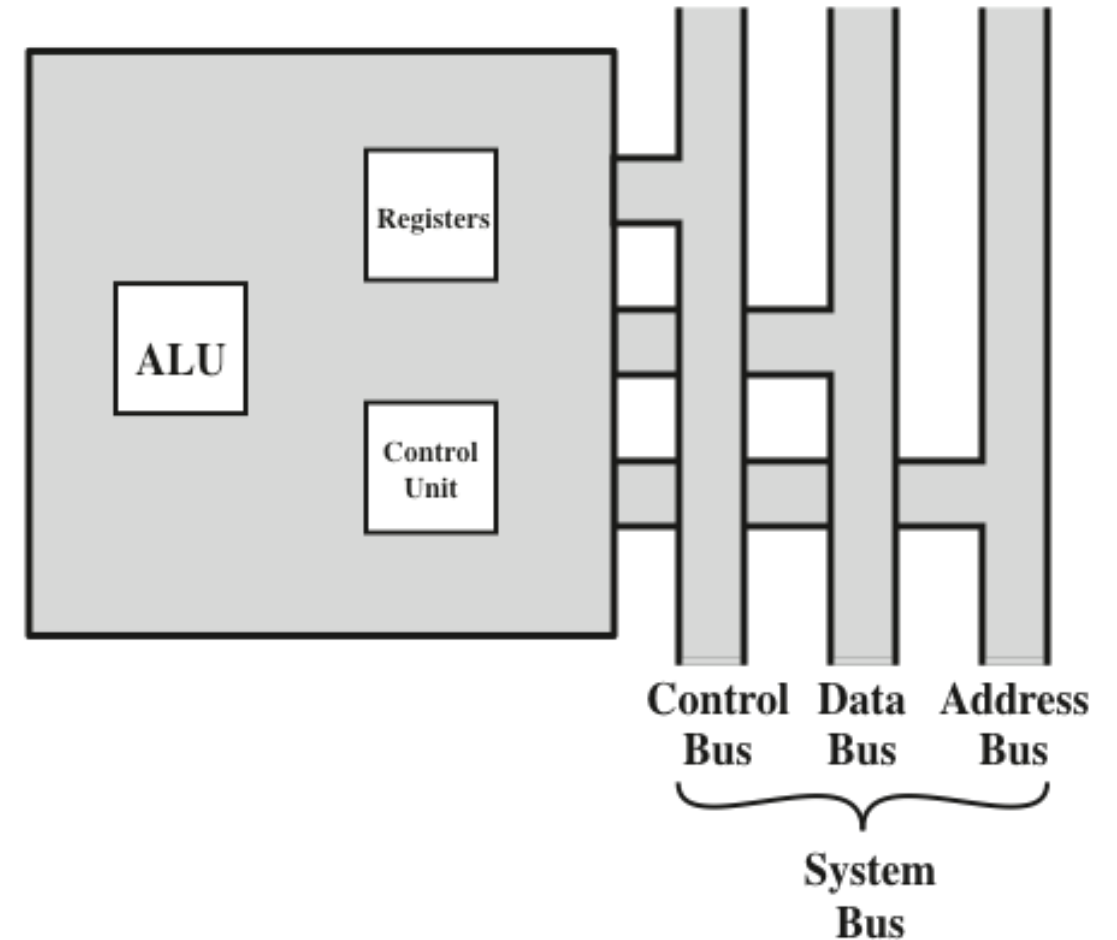 Registers
ALU
Control
Unit
Control Data Address
Bus Bus Bus
System
Bus